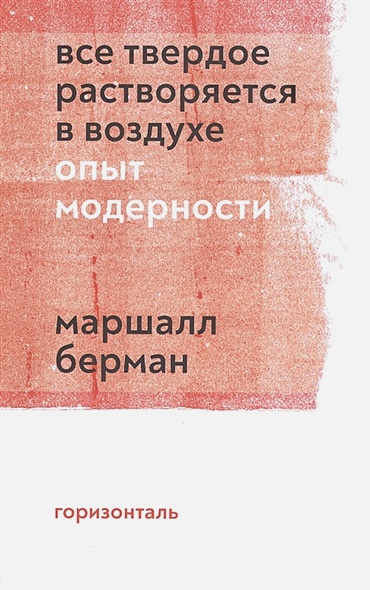 все твердое
растворяется
в воздухе
опыт
модерности
маршалл
берман
горизонталь